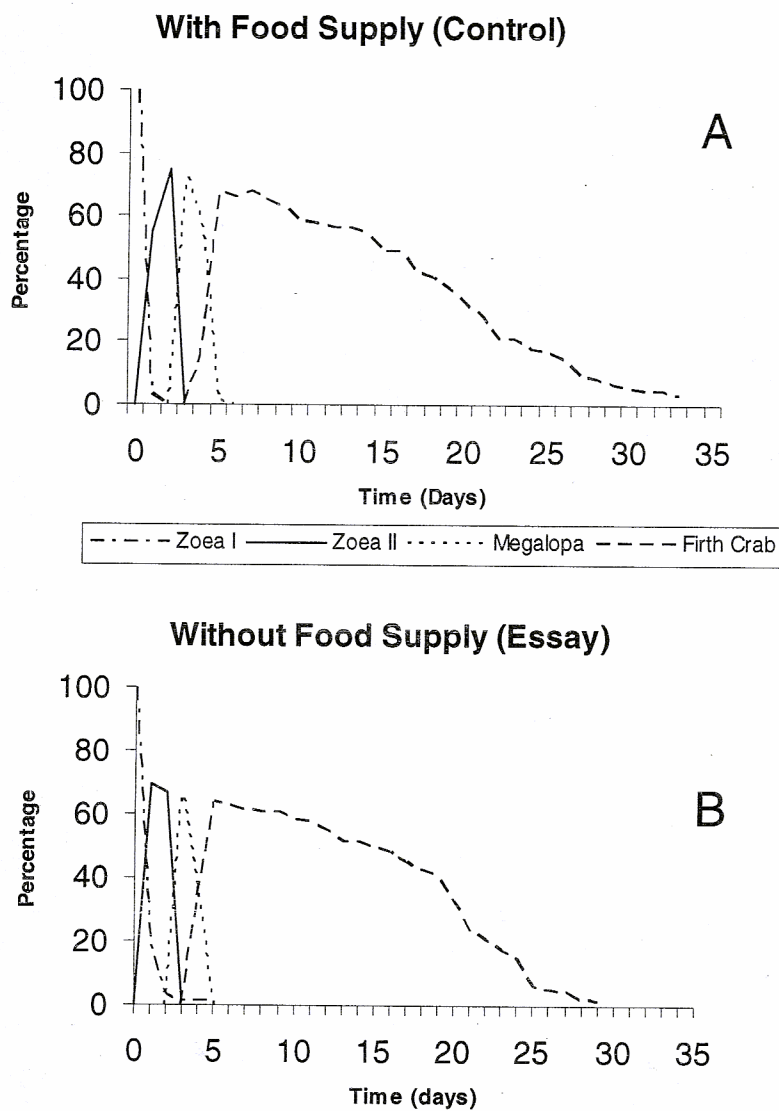 With Food Supply (Control)
A
100
80
60
40
20
0
Percentage
0 5 10 15 20 25 30 35
Time (Days)
Zoea I Zoea II Megalopa Firth Crab
Without Food Supply (Essay)
B
100
80
60
40
20
0
Percentage
0 5 10 15 20 25 30 35
Time (days)